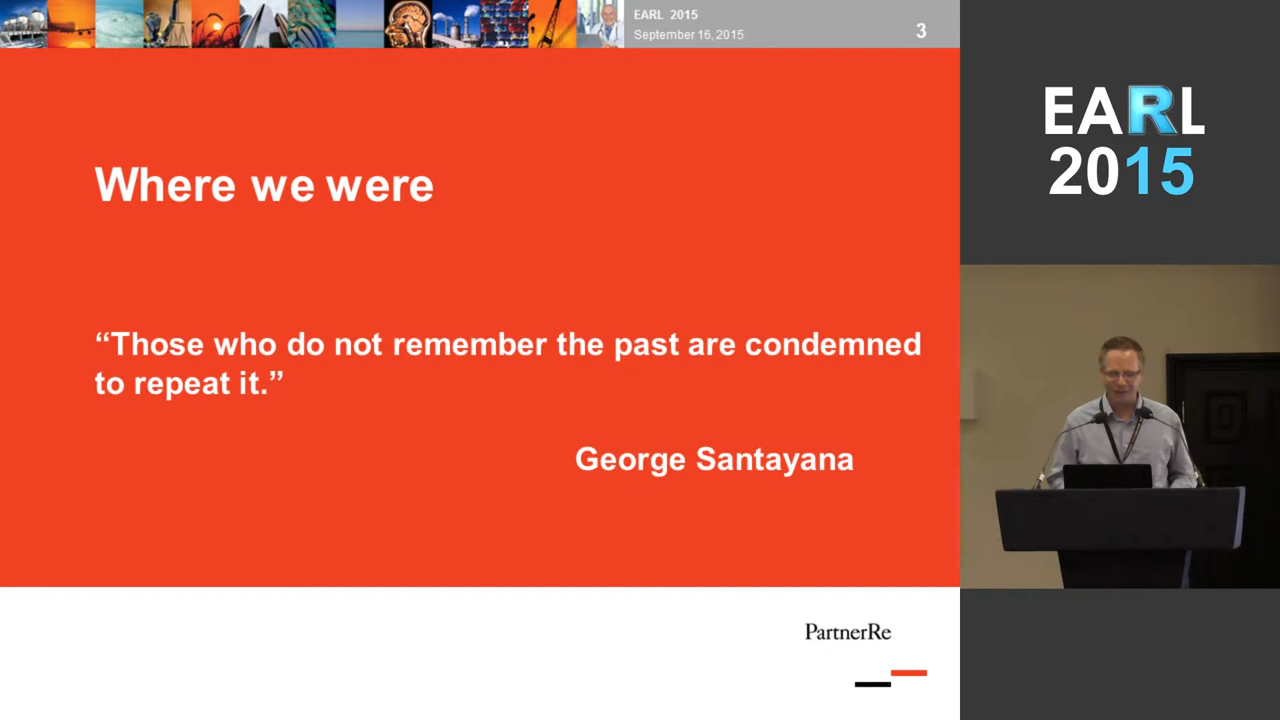 EARL 2015
September 16, 2015
3
Where we were
“Those who do not remember the past are condemned
to repeat it.”
George Santayana
PartnerRe
EARL
2015